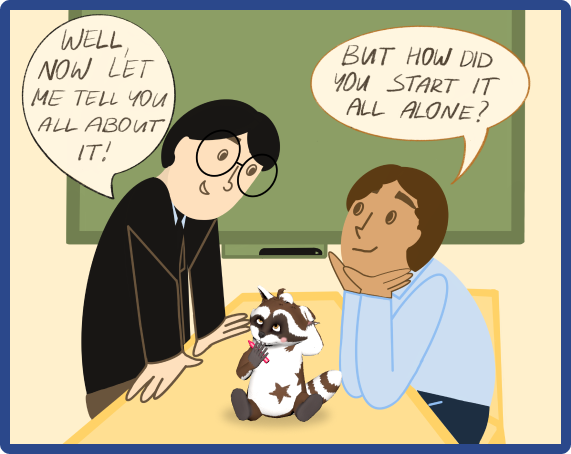 WELL,
NOW LET
ME TELL YOU
ALL ABOUT
IT!
BUT HOW DID
YOU START IT
ALL ALONE?